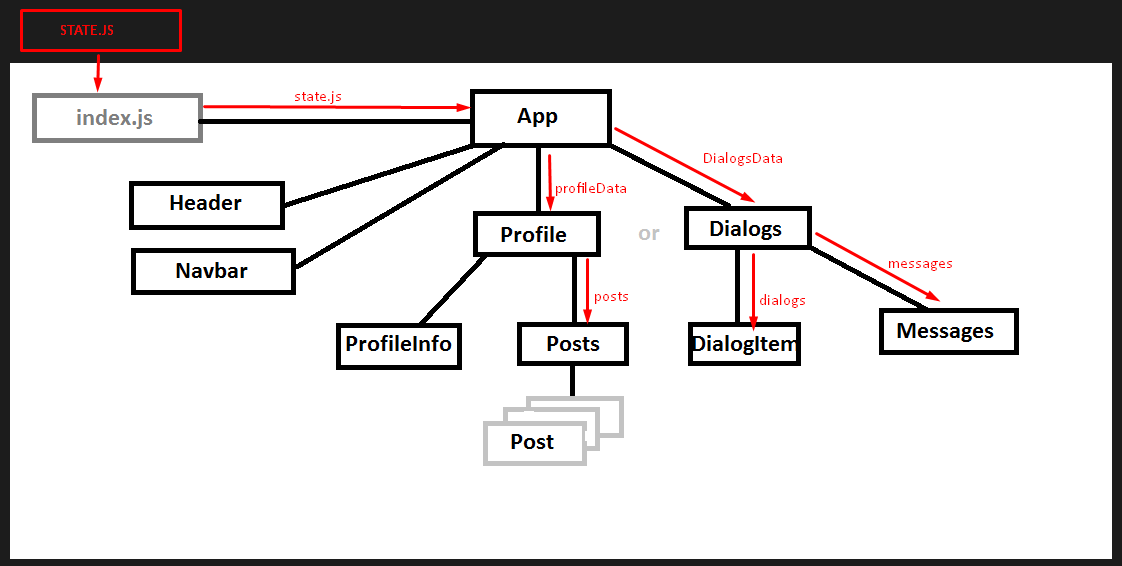 STATE.JS
index.js
state.js
App
DialogsData
Header
profileData
Profile
or
Dialogs
Navbar
posts
dialogs
messages
ProfileInfo
Posts
DialogItem
Messages
Post